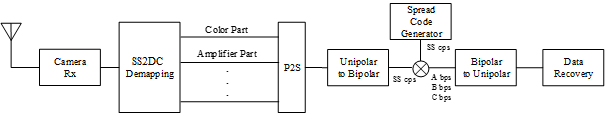 Spread
Code
Generator
Color Part
SS cps
Camera
Rx
SS2DC
Demapping
Amplifier Part
.
.
.
P2S
Unipolar
to Bipolar
SS cps
A bps
B bps
C bps
Bipolar
to Unipolar
Data
Recovery